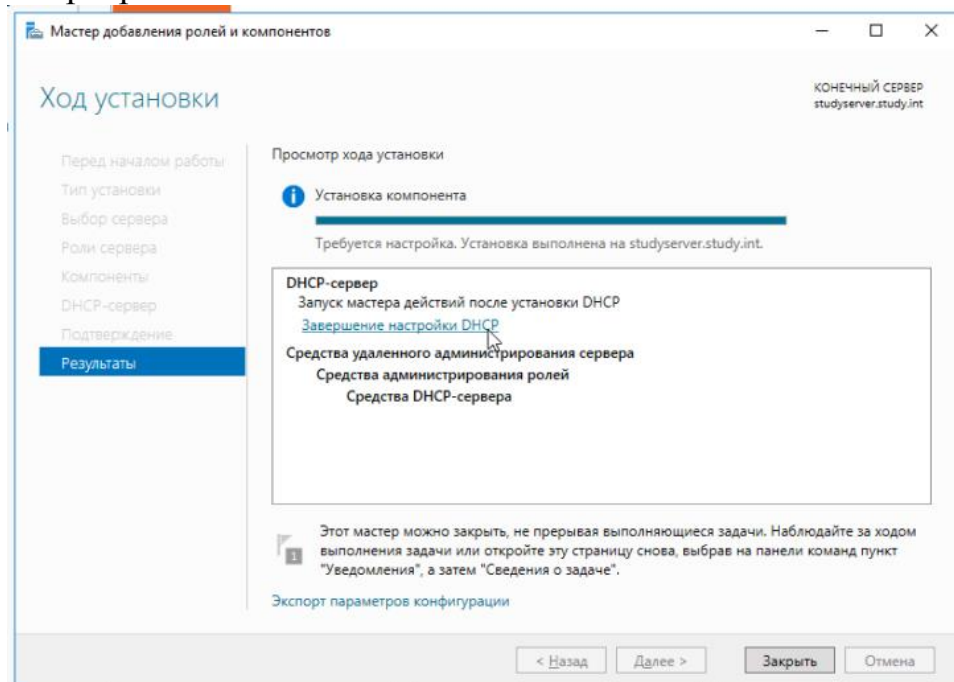 Мастер добавления ролей и компонентов
Ход установки
КОНЕЧНЫЙ СЕРВЕР
studyserver.study.int
Перед началом работы
Тип установки
Выбор сервера
Роли сервера
Компоненты
DHCP-сервер
Подтверждение
Результаты
Просмотр хода установки
Установка компонента
Требуется настройка. Установка выполнена на studyserver.study.int.
DHCP-сервер
Запуск мастера действий после установки DHCP
Завершение настройки DHCP
Средства удаленного администрирования сервера
Средства администрирования ролей
Средства DHCP-сервера
1
Этот мастер можно закрыть, не прерывая выполняющиеся задачи. Наблюдайте за ходом
выполнения задачи или откройте эту страницу снова, выбрав на панели команд пункт
"Уведомления", а затем "Сведения о задаче".
Экспорт параметров конфигурации
< Назад
Далее >
Закрыть
Отмена